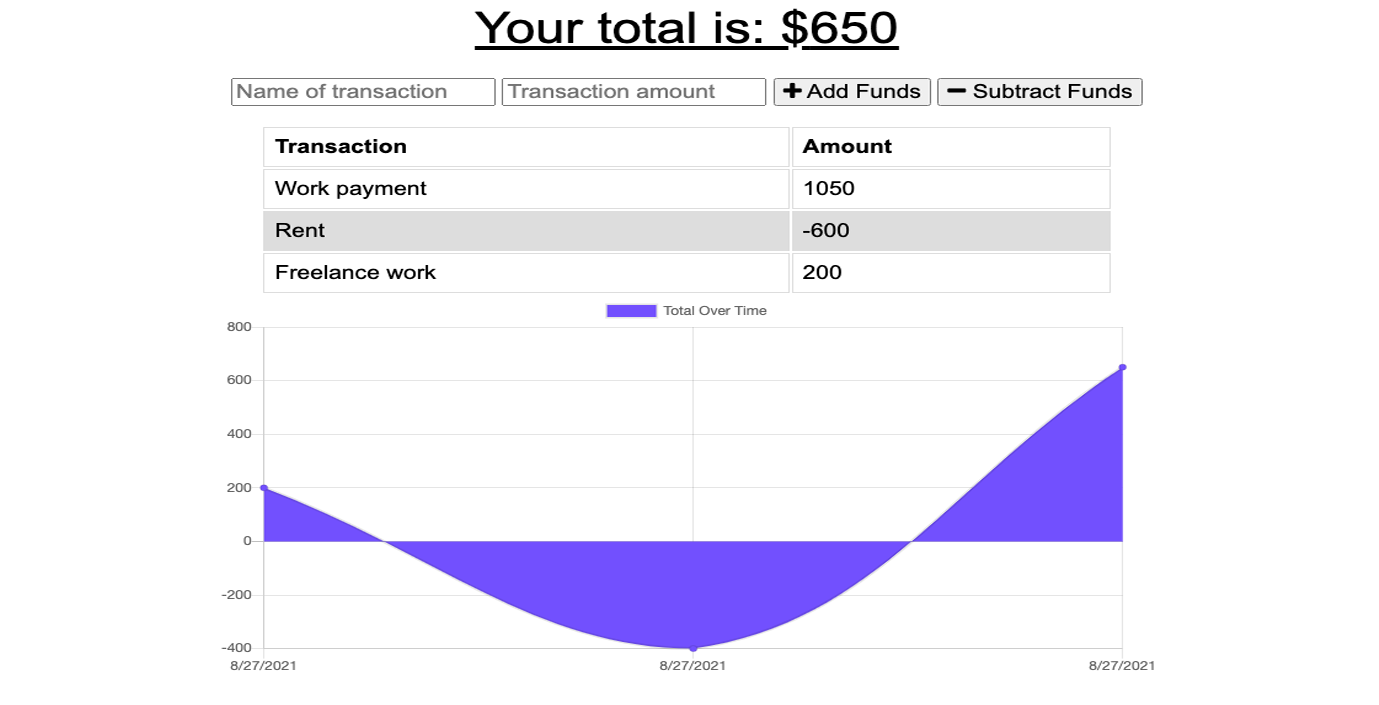 Your total is: $650
Name of transaction Transaction amount + Add Funds − Subtract Funds
Transaction Amount
Work payment 1050
Rent -600
Freelance work 200
Total Over Time
800
600
400
200
0
-200
-400
8/27/2021 8/27/2021 8/27/2021